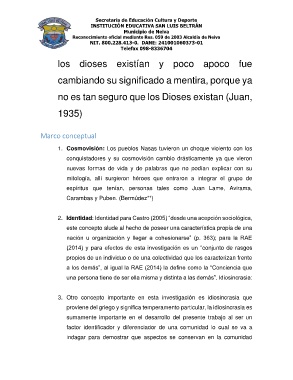 Secretaria de Educación Cultura y Deporte
INSTITUCIÓN EDUCATIVA SAN LUIS BELTRÁN
Municipio de Neiva
Reconocimiento oficial mediante Res. 059 de 2003 Alcaldía de Neiva
NIT. 800.228.413-0. DANE: 241001060373-01
Telefax 098-8336704
los dioses existían y poco apoco fue
cambiando su significado a mentira, porque ya
no es tan seguro que los Dioses existan (Juan,
1935)
Marco conceptual
1. Cosmovisión: Los pueblos Nasas tuvieron un choque violento con los
conquistadores y su cosmovisión cambio drásticamente ya que vieron
nuevas formas de vida y de palabras que no podían explicar con su
mitología, allí surgieron héroes que entraron a integrar el grupo de
espíritus que tenían, personas tales como Juan Lame, Avirama,
Carambas y Puben. (Bermúdez**)
2. Identidad: Identidad para Castro (2005) "desde una acepción sociológica,
este concepto alude al hecho de poseer una característica propia de una
nación u organización y llegar a cohesionarse" (p. 363); para la RAE
(2014) y para efectos de esta investigación es un "conjunto de rasgos
propios de un individuo o de una colectividad que los caracterizan frente
a los demás", al igual la RAE (2014) la define como la "Conciencia que
una persona tiene de ser ella misma y distinta a las demás". Idiosincrasia:
3. Otro concepto importante en esta investigación es idiosincrasia que
proviene del griego y significa temperamento particular, la idiosincrasia es
sumamente importante en el desarrollo del presente trabajo al ser un
factor identificador y diferenciador de una comunidad lo cual se va a
indagar para demostrar que aspectos se conservan en la comunidad